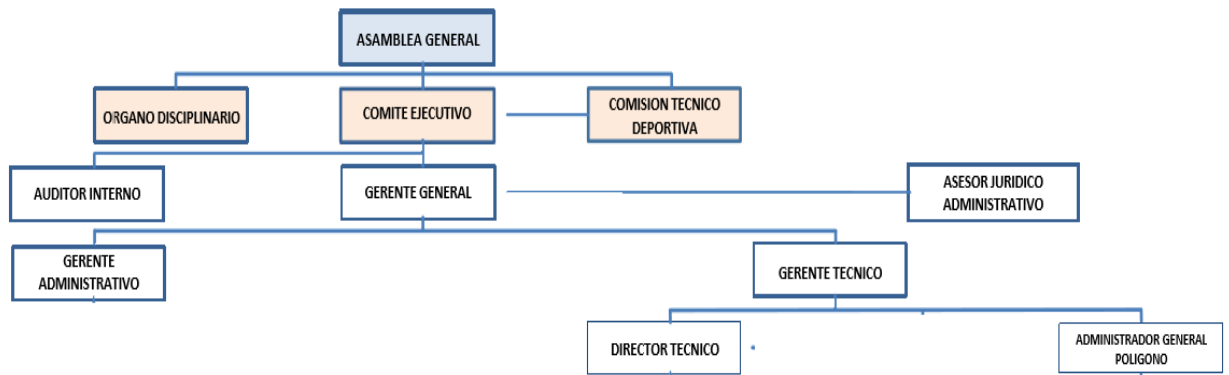 ASAMBLEA GENERAL
ORGANO DISCIPLINARIO
COMITE EJECUTIVO
COMISION TECNICO
DEPORTIVA
AUDITOR INTERNO
GERENTE GENERAL
ASESOR JURIDICO
ADMINISTRATIVO
GERENTE
ADMINISTRATIVO
GERENTE TECNICO
DIRECTOR TECNICO
ADMINISTRADOR GENERAL
POLIGONO